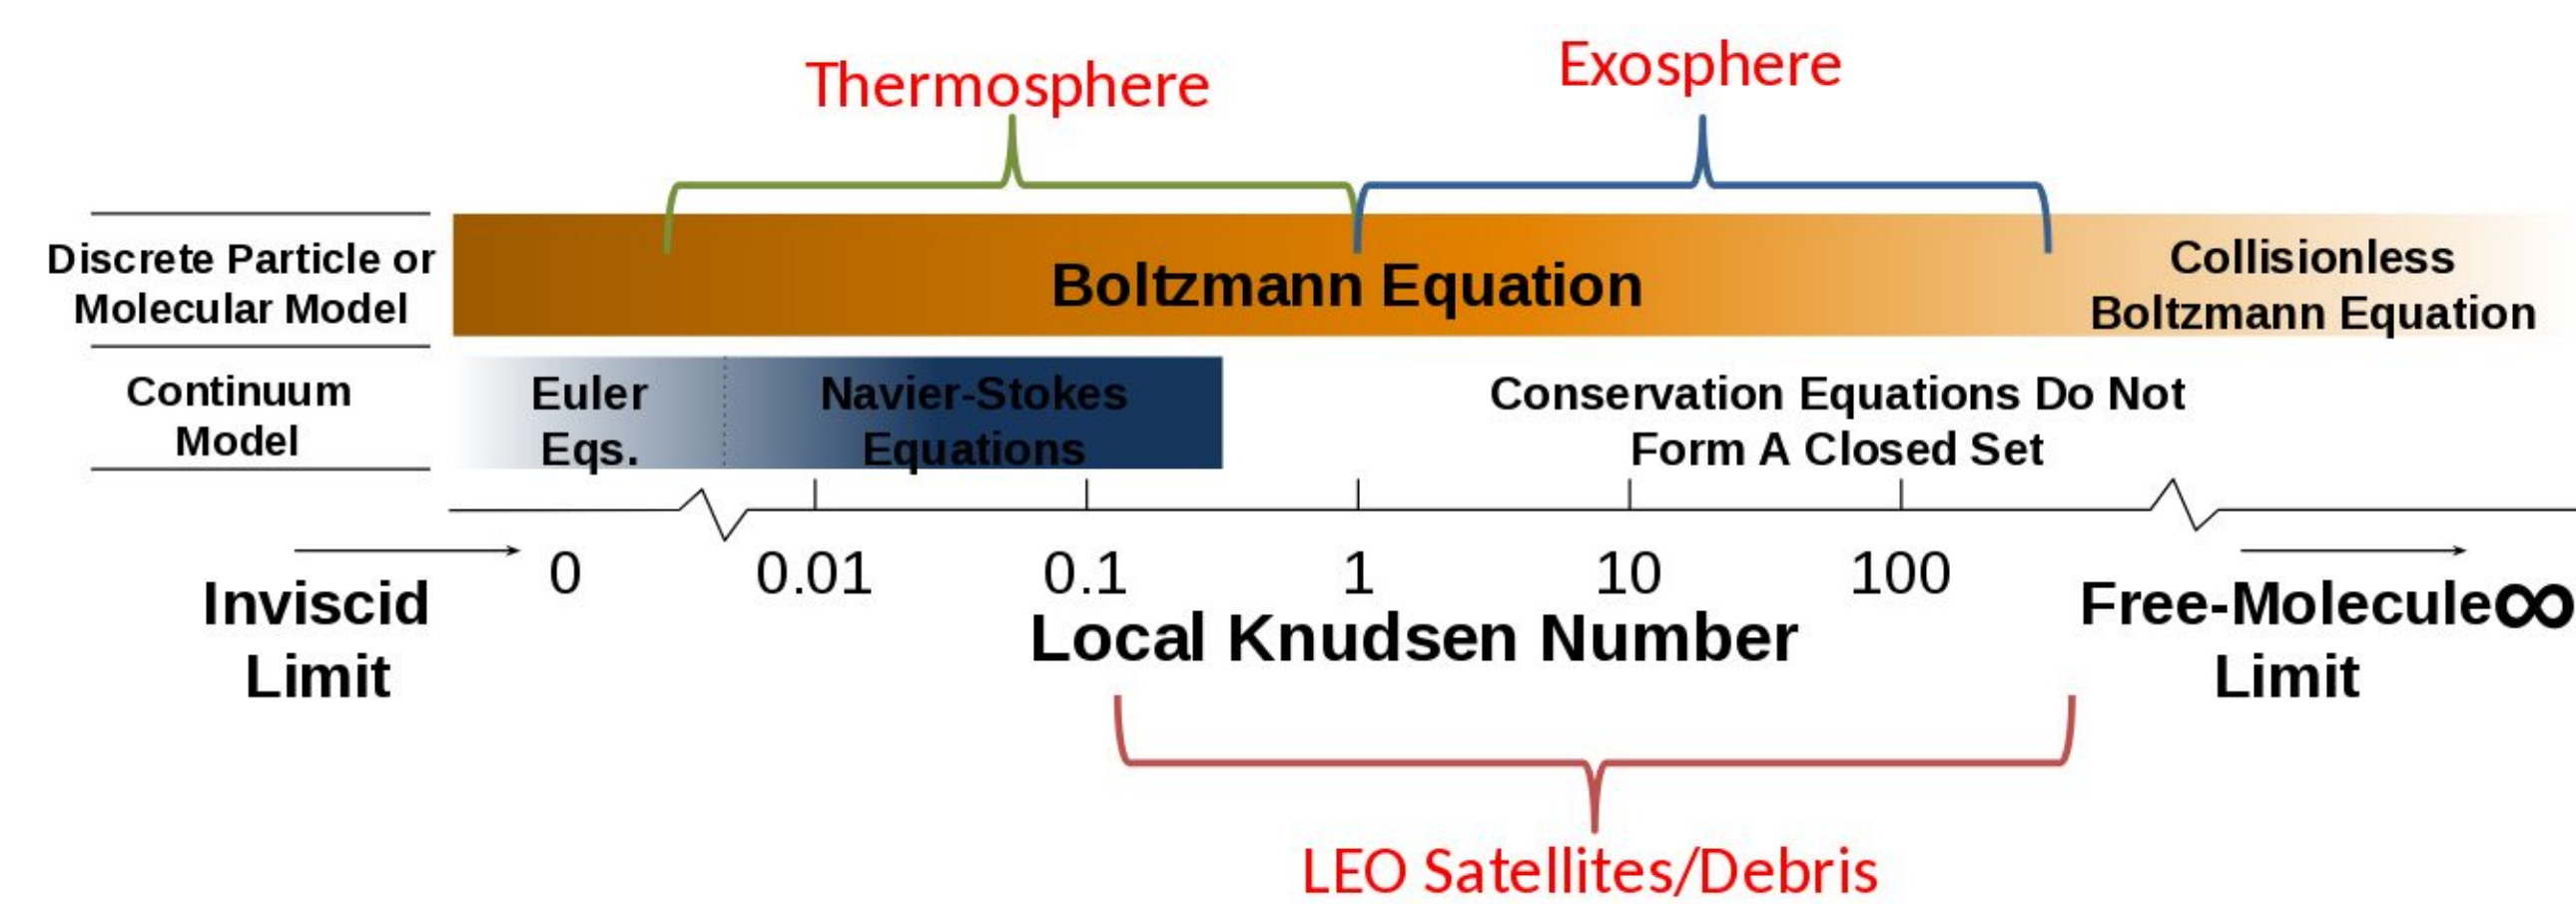 Thermosphere
Exosphere
Discrete Particle or
Molecular Model
Boltzmann Equation
Collisionless
Boltzmann Equation
Continuum
Model
Euler
Eqs.
Navier-Stokes
Equations
Conservation Equations Do Not
Form A Closed Set
0 0.01 0.1 1 10 100
Inviscid
Limit
Local Knudsen Number
Free-Molecule ∞
Limit
LEO Satellites/Debris